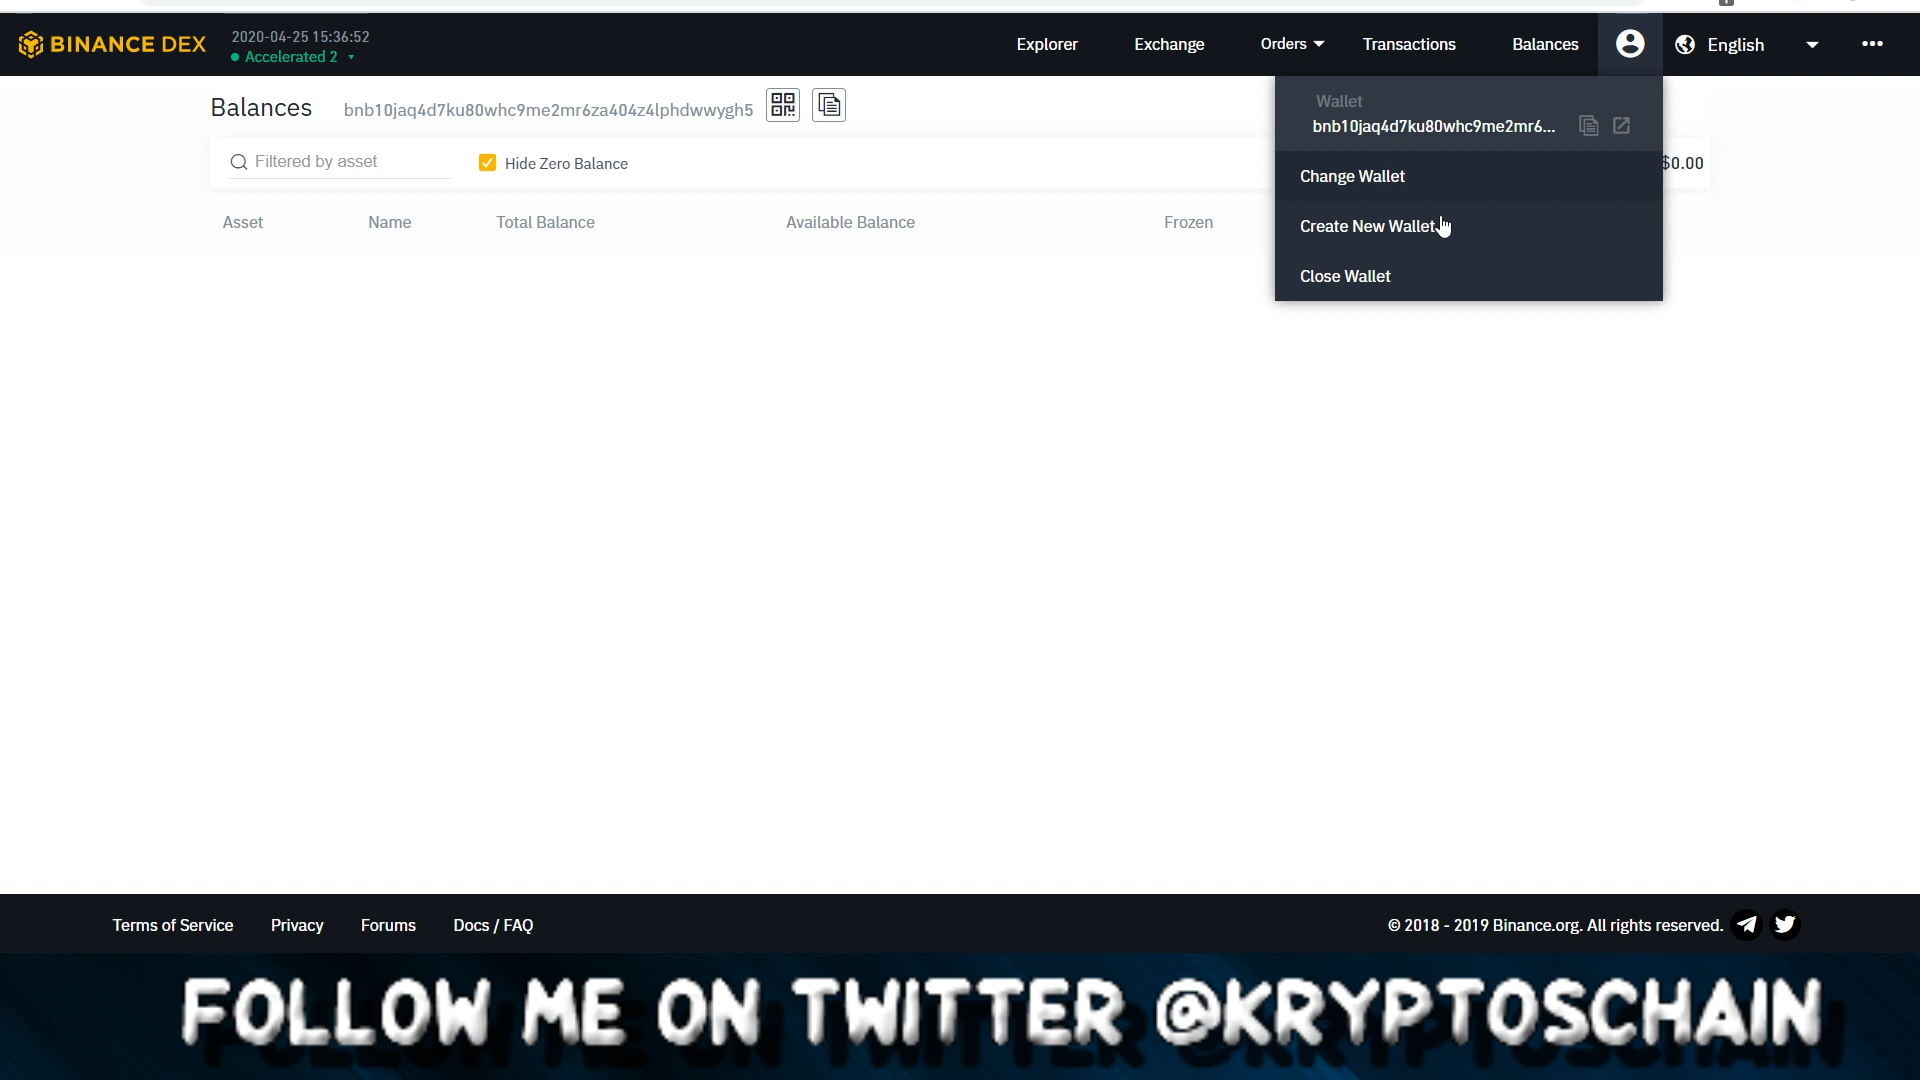 BINANCE DEX
2020-04-25 15:36:52
Accelerated 2
Explorer
Exchange
Orders
Transactions
Balances
English
Balances
bnb10jaq4d7ku80whc9me2mr6za404z4lphdwwygh5
Wallet
bnb10jaq4d7ku80whc9me2mr6...
Filtered by asset
Hide Zero Balance
$0.00
Change Wallet
Asset
Name
Total Balance
Available Balance
Frozen
Create New Wallet
Close Wallet
Terms of Service
Privacy
Forums
Docs / FAQ
© 2018 - 2019 Binance.org. All rights reserved.
FOLLOW ME ON TWITTER @KRYPTOSCHAIN